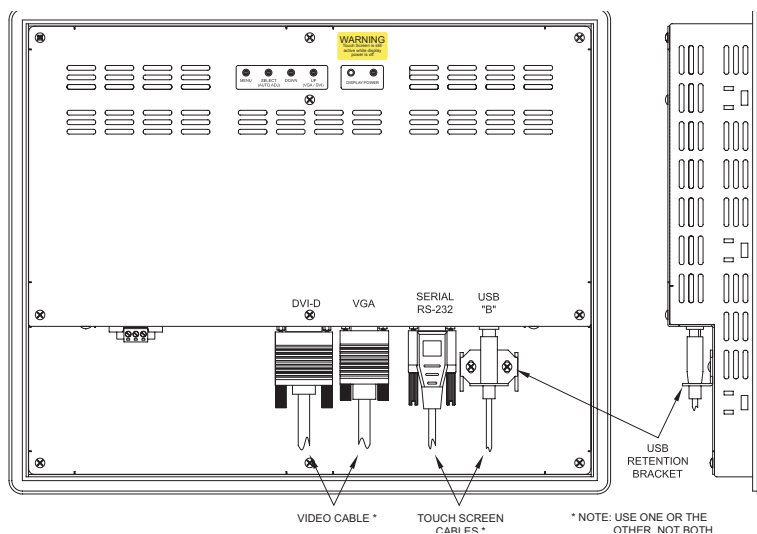 WARNING
Touch Screen is still
active while display
power is off
MENU SELECT DOWN UP
(AUTO ADJ) (VGA / DVI)
DISPLAY POWER
DVI-D VGA SERIAL USB
RS-232 "B"
USB
RETENTION
BRACKET
VIDEO CABLE * TOUCH SCREEN * NOTE: USE ONE OR THE
CABLES * OTHER, NOT BOTH